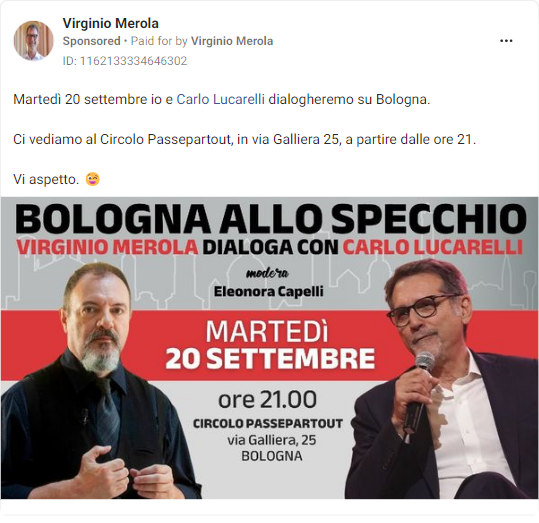 Virginio Merola
Sponsored • Paid for by Virginio Merola
ID: 1162133334646302
Martedì 20 settembre io e Carlo Lucarelli dialogheremo su Bologna.
Ci vediamo al Circolo Passepartout, in via Galliera 25, a partire dalle ore 21.
Vi aspetto. 😉
BOLOGNA ALLO SPECCHIO
VIRGINIO MEROLA DIALOGA CON CARLO LUCARELLI
modera
Eleonora Capelli
MARTEDÌ
20 SETTEMBRE
ore 21.00
CIRCOLO PASSEPARTOUT
via Galliera, 25
BOLOGNA